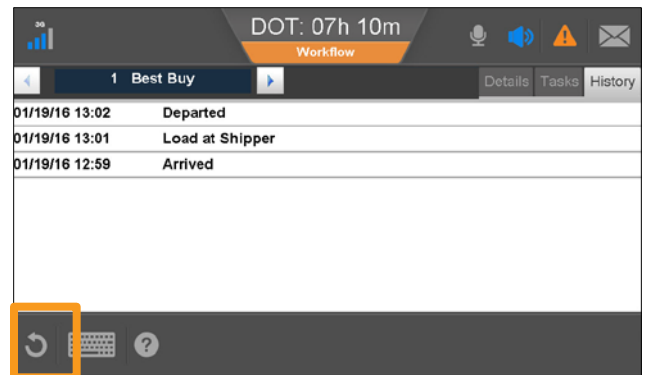 3G
DOT: 07h 10m
Workflow
1 Best Buy
Details Tasks History
01/19/16 13:02 Departed
01/19/16 13:01 Load at Shipper
01/19/16 12:59 Arrived
?